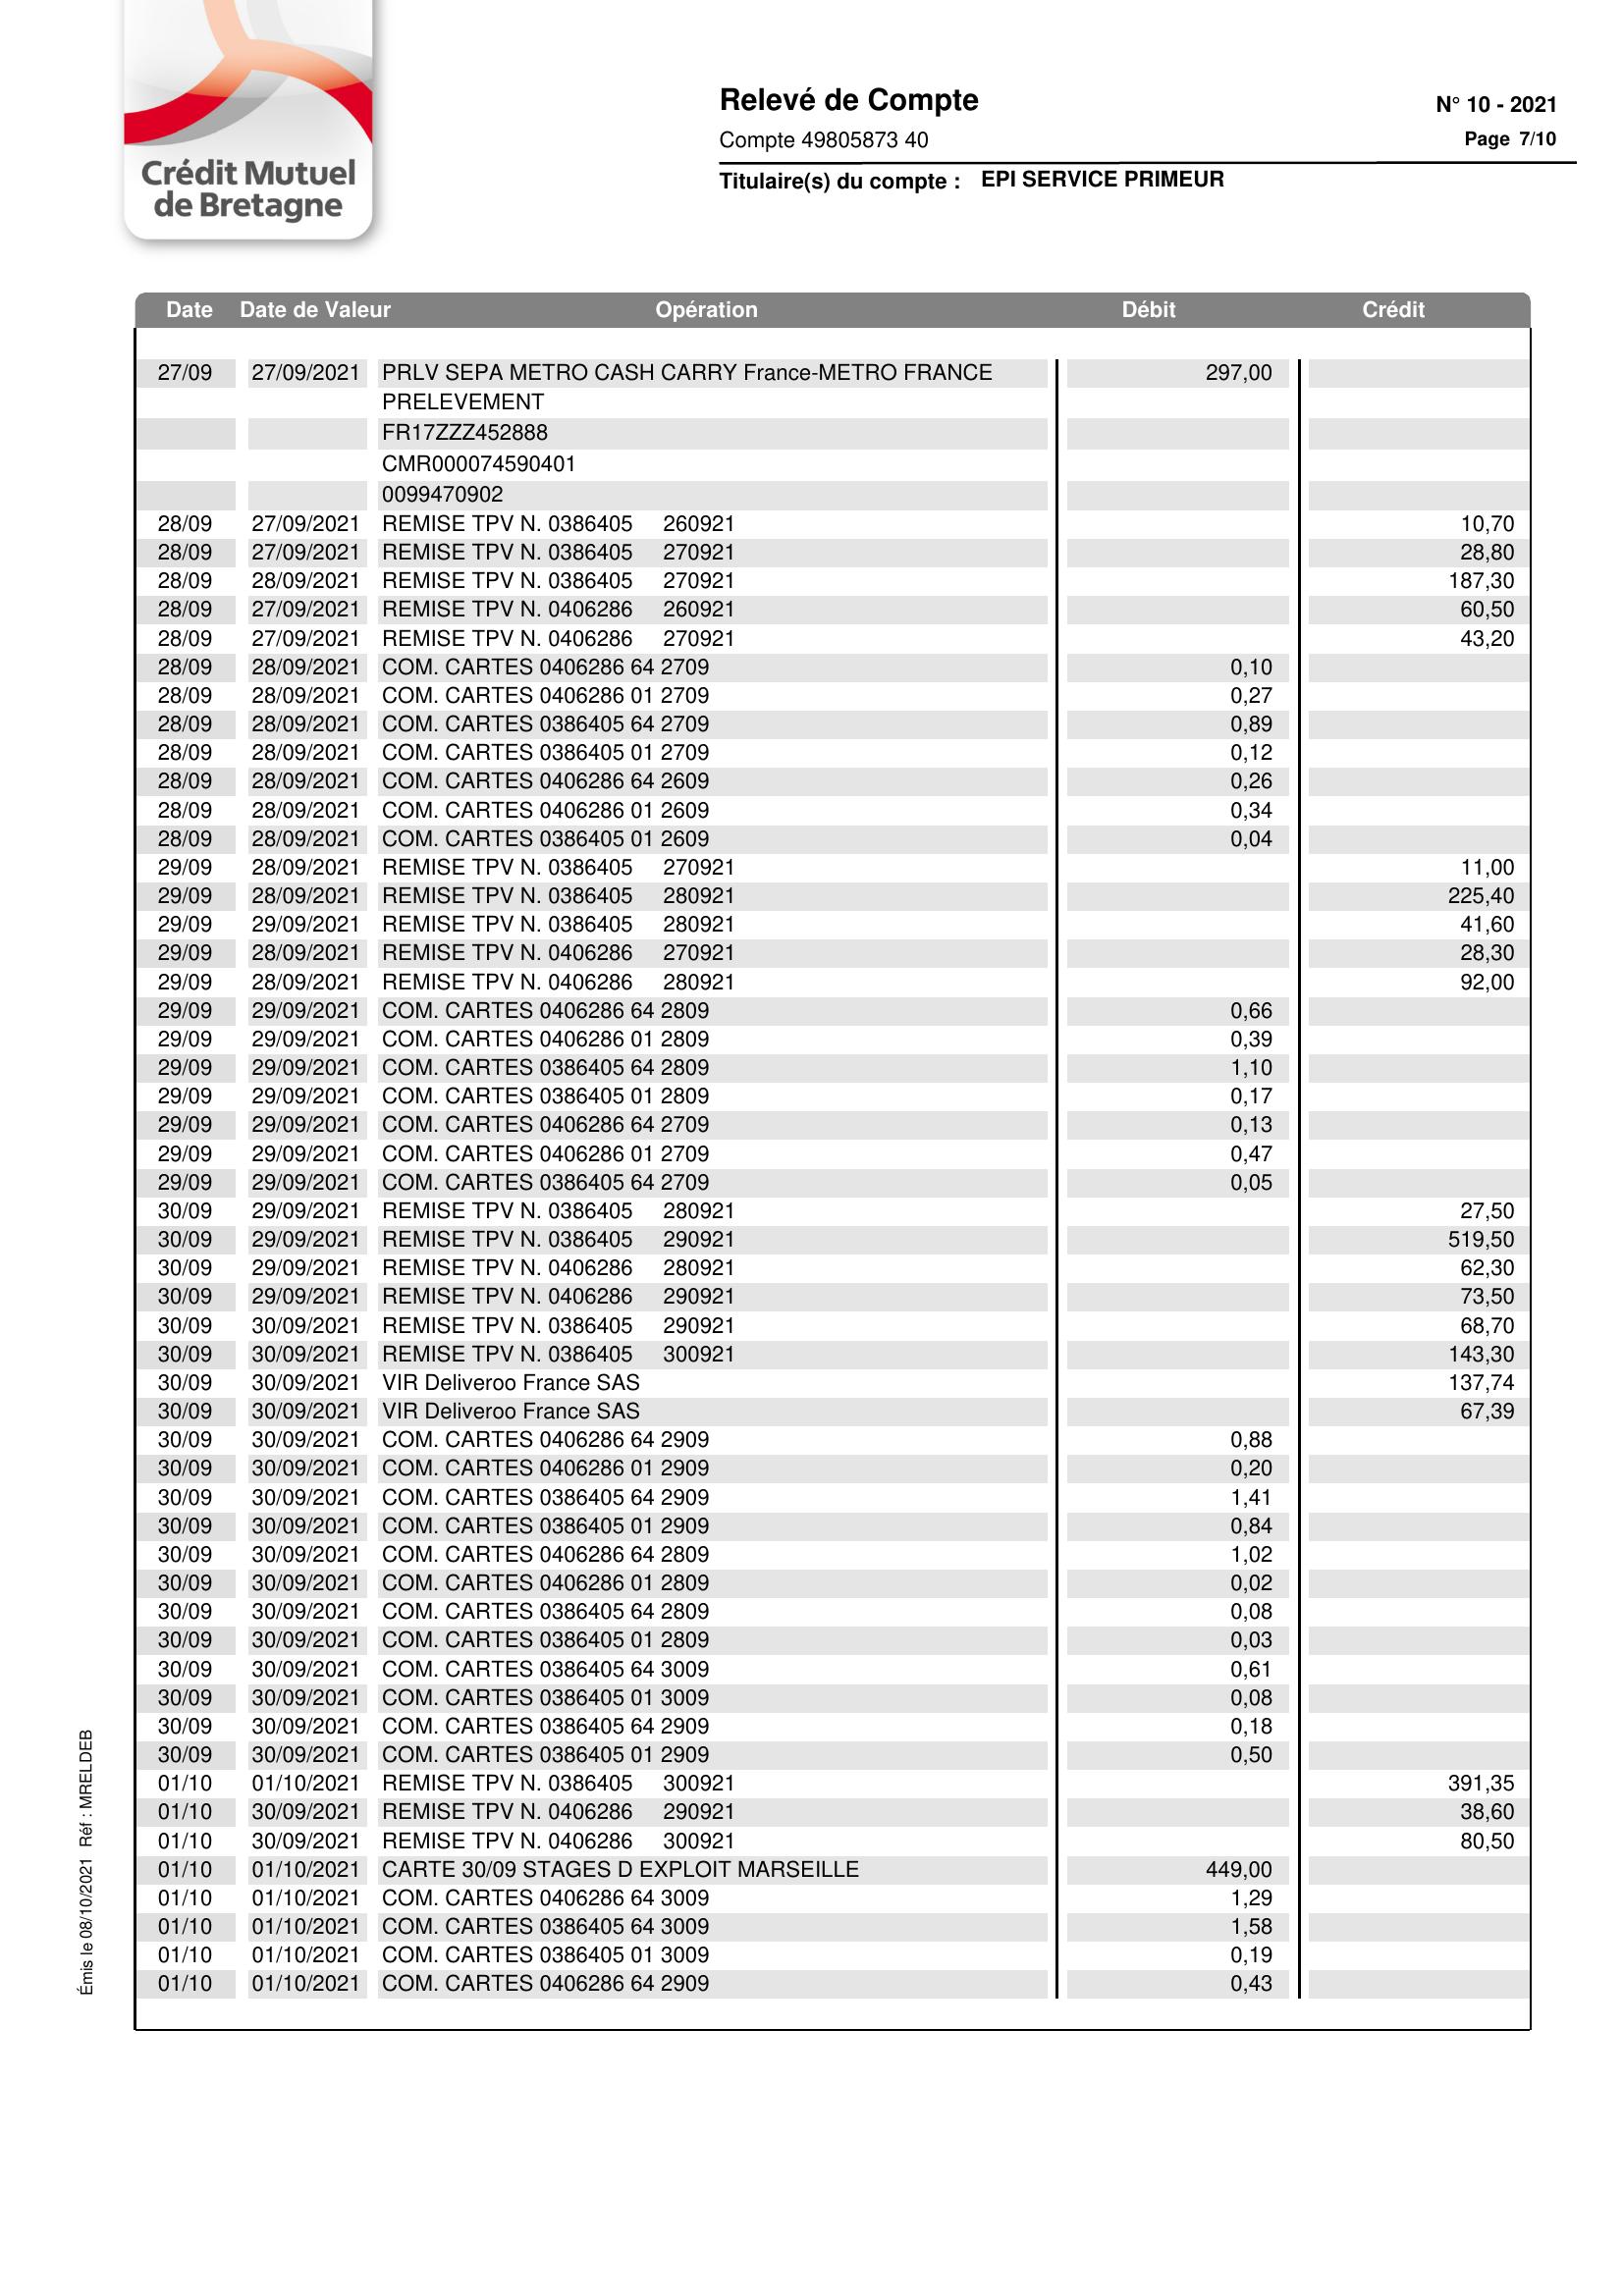 Crédit Mutuel
de Bretagne
Relevé de Compte
N° 10 - 2021
Compte 49805873 40
Page 7/10
Titulaire(s) du compte : EPI SERVICE PRIMEUR
Date Date de Valeur Opération Débit Crédit
27/09 27/09/2021 PRLV SEPA METRO CASH CARRY France-METRO FRANCE 297,00
PRELEVEMENT
FR17ZZZ452888
CMR000074590401
0099470902
28/09 27/09/2021 REMISE TPV N. 0386405 260921 10,70
28/09 27/09/2021 REMISE TPV N. 0386405 270921 28,80
28/09 28/09/2021 REMISE TPV N. 0386405 270921 187,30
28/09 27/09/2021 REMISE TPV N. 0406286 260921 60,50
28/09 27/09/2021 REMISE TPV N. 0406286 270921 43,20
28/09 28/09/2021 COM. CARTES 0406286 64 2709 0,10
28/09 28/09/2021 COM. CARTES 0406286 01 2709 0,27
28/09 28/09/2021 COM. CARTES 0386405 64 2709 0,89
28/09 28/09/2021 COM. CARTES 0386405 01 2709 0,12
28/09 28/09/2021 COM. CARTES 0406286 64 2609 0,26
28/09 28/09/2021 COM. CARTES 0406286 01 2609 0,34
28/09 28/09/2021 COM. CARTES 0386405 01 2609 0,04
29/09 28/09/2021 REMISE TPV N. 0386405 270921 11,00
29/09 28/09/2021 REMISE TPV N. 0386405 280921 225,40
29/09 29/09/2021 REMISE TPV N. 0386405 280921 41,60
29/09 28/09/2021 REMISE TPV N. 0406286 270921 28,30
29/09 28/09/2021 REMISE TPV N. 0406286 280921 92,00
29/09 29/09/2021 COM. CARTES 0406286 64 2809 0,66
29/09 29/09/2021 COM. CARTES 0406286 01 2809 0,39
29/09 29/09/2021 COM. CARTES 0386405 64 2809 1,10
29/09 29/09/2021 COM. CARTES 0386405 01 2809 0,17
29/09 29/09/2021 COM. CARTES 0406286 64 2709 0,13
29/09 29/09/2021 COM. CARTES 0406286 01 2709 0,47
29/09 29/09/2021 COM. CARTES 0386405 64 2709 0,05
30/09 29/09/2021 REMISE TPV N. 0386405 280921 27,50
30/09 29/09/2021 REMISE TPV N. 0386405 290921 519,50
30/09 29/09/2021 REMISE TPV N. 0406286 280921 62,30
30/09 29/09/2021 REMISE TPV N. 0406286 290921 73,50
30/09 30/09/2021 REMISE TPV N. 0386405 290921 68,70
30/09 30/09/2021 REMISE TPV N. 0386405 300921 143,30
30/09 30/09/2021 VIR Deliveroo France SAS 137,74
30/09 30/09/2021 VIR Deliveroo France SAS 67,39
30/09 30/09/2021 COM. CARTES 0406286 64 2909 0,88
30/09 30/09/2021 COM. CARTES 0406286 01 2909 0,20
30/09 30/09/2021 COM. CARTES 0386405 64 2909 1,41
30/09 30/09/2021 COM. CARTES 0386405 01 2909 0,84
30/09 30/09/2021 COM. CARTES 0406286 64 2809 1,02
30/09 30/09/2021 COM. CARTES 0406286 01 2809 0,02
30/09 30/09/2021 COM. CARTES 0386405 64 2809 0,08
30/09 30/09/2021 COM. CARTES 0386405 01 2809 0,03
30/09 30/09/2021 COM. CARTES 0386405 64 3009 0,61
30/09 30/09/2021 COM. CARTES 0386405 01 3009 0,08
30/09 30/09/2021 COM. CARTES 0386405 64 2909 0,18
30/09 30/09/2021 COM. CARTES 0386405 01 2909 0,50
01/10 01/10/2021 REMISE TPV N. 0386405 300921 391,35
01/10 30/09/2021 REMISE TPV N. 0406286 290921 38,60
01/10 30/09/2021 REMISE TPV N. 0406286 300921 80,50
01/10 01/10/2021 CARTE 30/09 STAGES D EXPLOIT MARSEILLE 449,00
01/10 01/10/2021 COM. CARTES 0406286 64 3009 1,29
01/10 01/10/2021 COM. CARTES 0386405 64 3009 1,58
01/10 01/10/2021 COM. CARTES 0386405 01 3009 0,19
01/10 01/10/2021 COM. CARTES 0406286 64 2909 0,43
Émis le 08/10/2021 Réf : MRELDEB